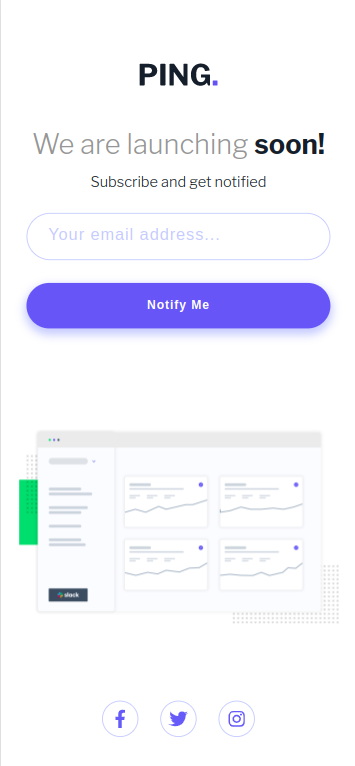 PING.
We are launching soon!
Subscribe and get notified
Your email address...
Notify Me
slack